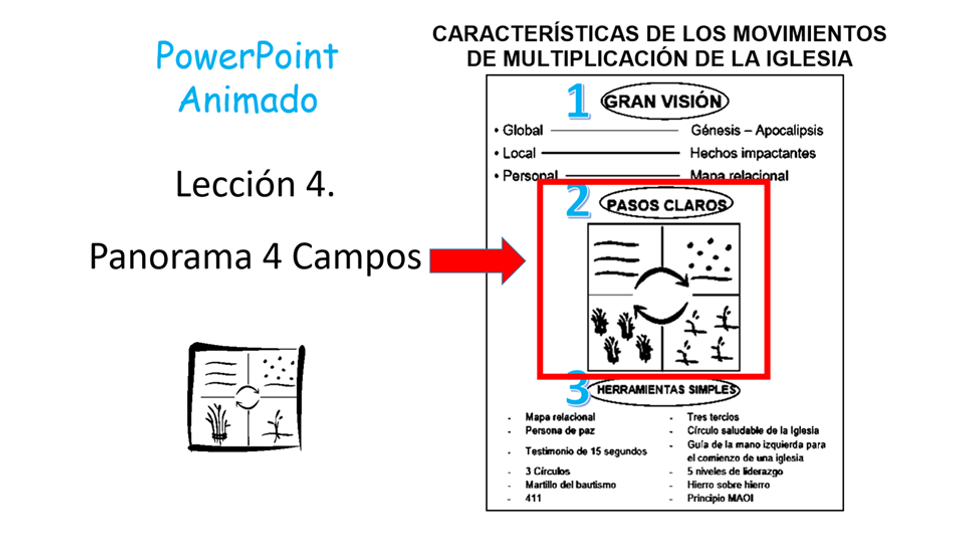 PowerPoint
Animado
Lección 4.
Panorama 4 Campos
CARACTERÍSTICAS DE LOS MOVIMIENTOS
DE MULTIPLICACIÓN DE LA IGLESIA
1 GRAN VISIÓN
• Global Génesis – Apocalipsis
• Local Hechos impactantes
• Personal Mapa relacional
2 PASOS CLAROS
3 HERRAMIENTAS SIMPLES
- Mapa relacional - Tres tercios
- Persona de paz - Círculo saludable de la Iglesia
- Testimonio de 15 segundos - Guía de la mano izquierda para
el comienzo de una iglesia
- 3 Círculos - 5 niveles de liderazgo
- Martillo del bautismo - Hierro sobre hierro
- 411 - Principio MAOI